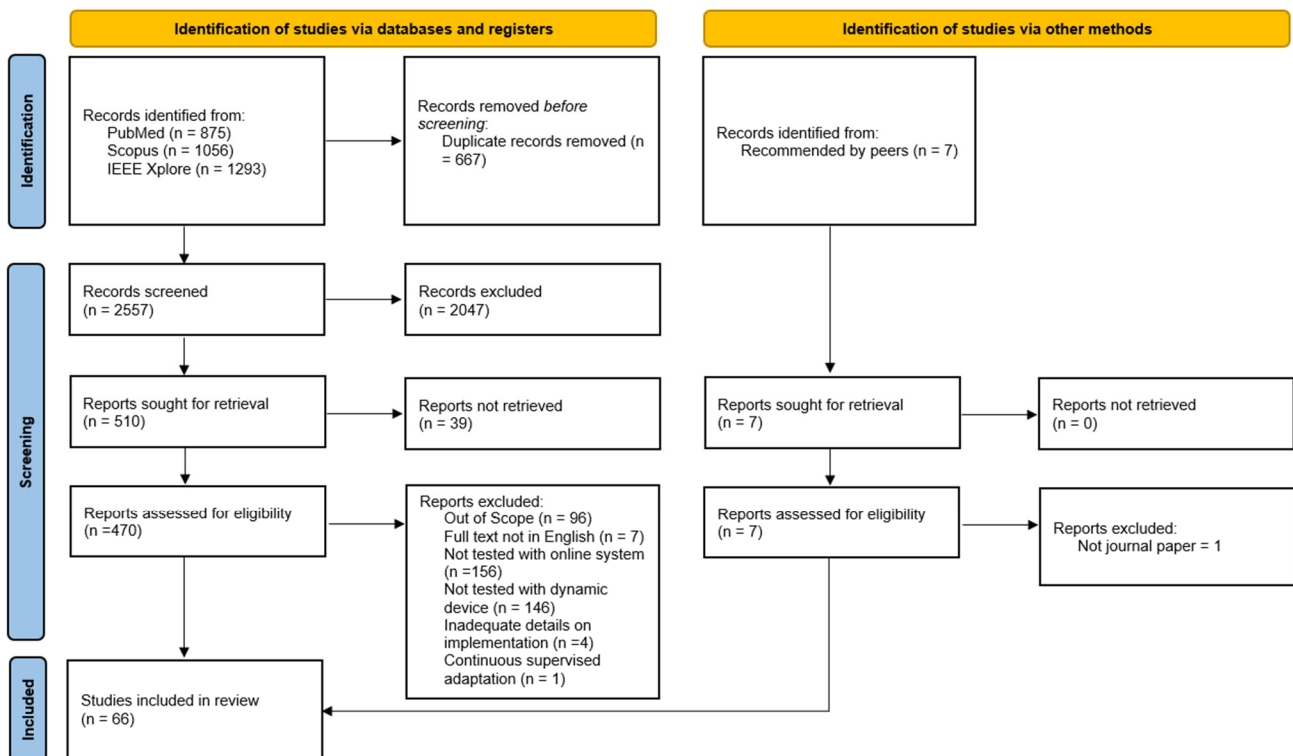 Identification of studies via databases and registers
Identification of studies via other methods
Identification
Records identified from:
PubMed (n = 875)
Scopus (n = 1056)
IEEE Xplore (n = 1293)
Records removed before
screening:
Duplicate records removed (n
= 667)
Records identified from:
Recommended by peers (n = 7)
Screening
Records screened
(n = 2557)
Records excluded
(n = 2047)
Reports sought for retrieval
(n = 510)
Reports not retrieved
(n = 39)
Reports sought for retrieval
(n = 7)
Reports not retrieved
(n = 0)
Reports assessed for eligibility
(n =470)
Reports excluded:
Out of Scope (n = 96)
Full text not in English (n = 7)
Not tested with online system
(n =156)
Not tested with dynamic
device (n = 146)
Inadequate details on
implementation (n =4)
Continuous supervised
adaptation (n = 1)
Reports assessed for eligibility
(n = 7)
Reports excluded:
Not journal paper = 1
Included
Studies included in review
(n = 66)